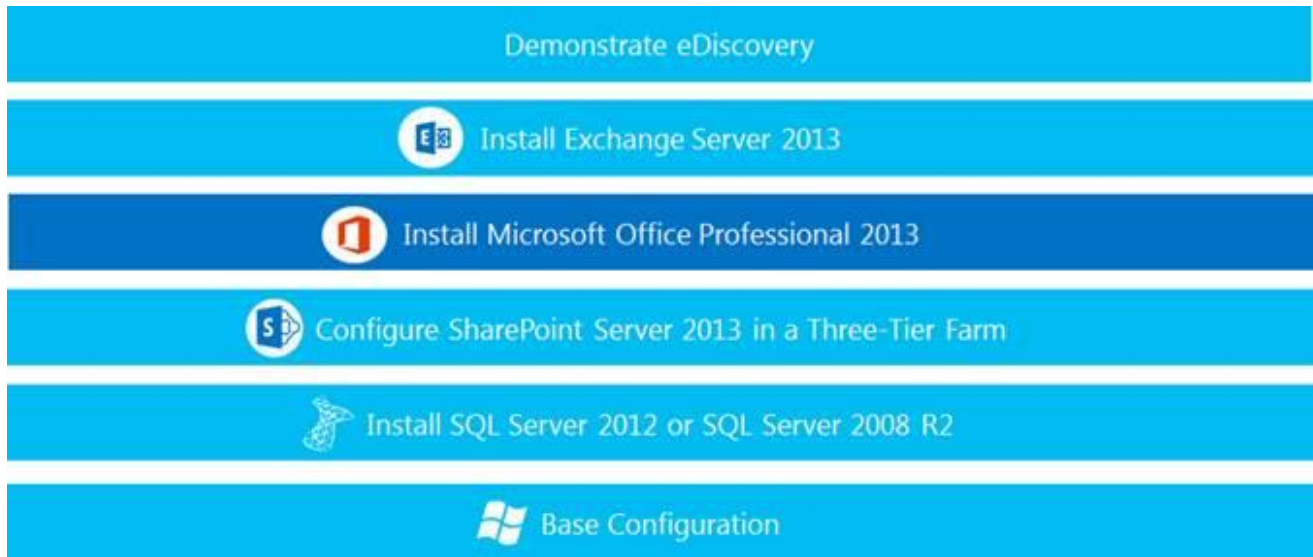 Demonstrate eDiscovery
Install Exchange Server 2013
Install Microsoft Office Professional 2013
Configure SharePoint Server 2013 in a Three-Tier Farm
Install SQL Server 2012 or SQL Server 2008 R2
Base Configuration